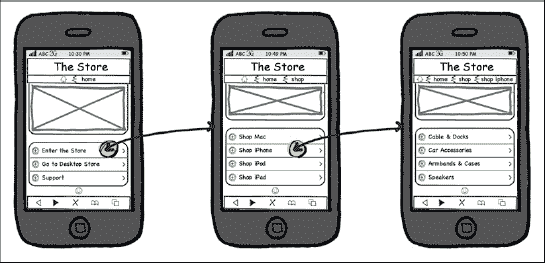 ABC 3G 10:30 PM
The Store
home
Enter the Store
Go to Desktop Store
Support
ABC 3G 10:40 PM
The Store
home shop
Shop Mac
Shop iPhone
Shop iPod
Shop iPad
ABC 3G 10:50 PM
The Store
home shop shop iphone
Cable & Docks
Car Accessories
Armbands & Cases
Speakers